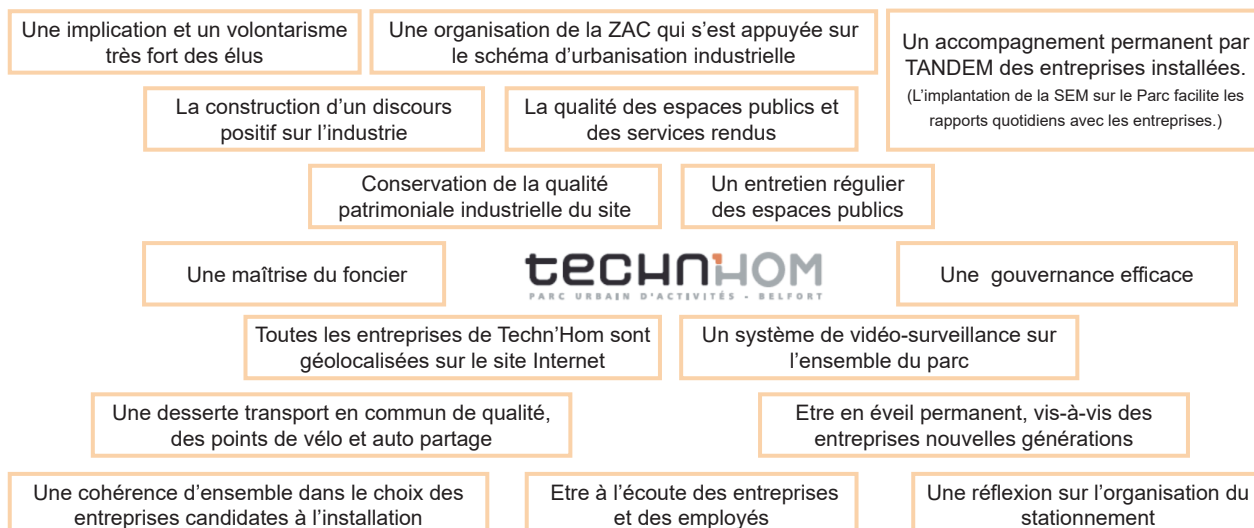 Une implication et un volontarisme
très fort des élus
Une organisation de la ZAC qui s'est appuyée sur
le schéma d'urbanisation industrielle
Un accompagnement permanent par
TANDEM des entreprises installées.
(L'implantation de la SEM sur le Parc facilite les
rapports quotidiens avec les entreprises.)
La construction d'un discours
positif sur l'industrie
La qualité des espaces publics et
des services rendus
Conservation de la qualité
patrimoniale industrielle du site
Un entretien régulier
des espaces publics
Une maîtrise du foncier
techn'hom
PARC URBAIN D'ACTIVITÉS - BELFORT
Une gouvernance efficace
Toutes les entreprises de Techn'Hom sont
géolocalisées sur le site Internet
Un système de vidéo-surveillance sur
l'ensemble du parc
Une desserte transport en commun de qualité,
des points de vélo et auto partage
Etre en éveil permanent, vis-à-vis des
entreprises nouvelles générations
Une cohérence d'ensemble dans le choix des
entreprises candidates à l'installation
Etre à l'écoute des entreprises
et des employés
Une réflexion sur l'organisation du
stationnement